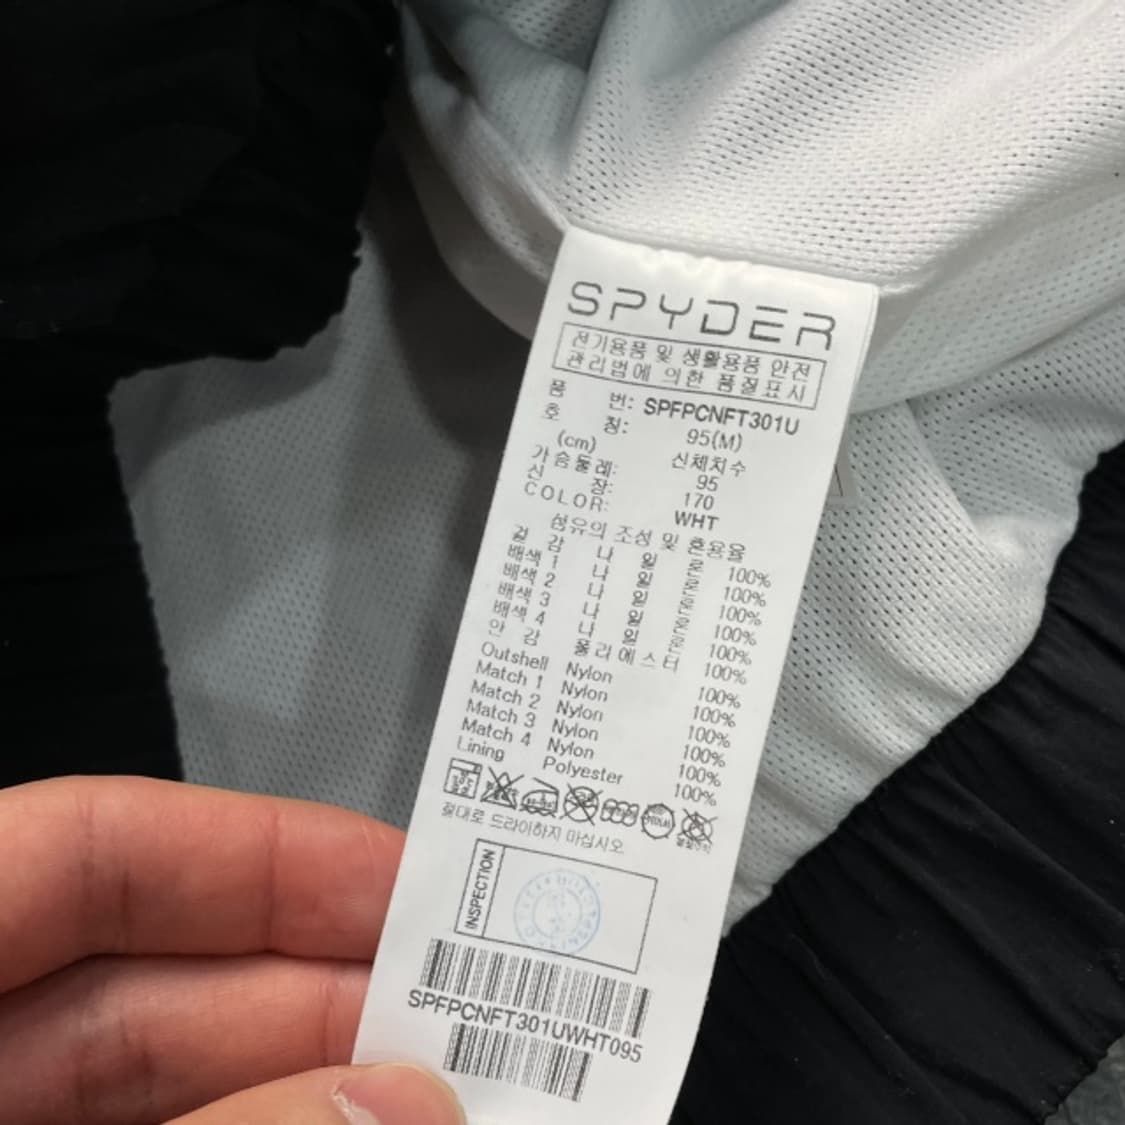 SPYDER
전기용품 및 생활용품 안전
관리법에 의한 품질표시
품 번: SPFPCNFT301U
호 칭: 95(M)
(cm) 신체치수
가슴둘레: 95
신 장: 170
COLOR: WHT
섬유의 조성 및 혼용율
겉 감 나 일 론 100%
배색 1 나 일 론 100%
배색 2 나 일 론 100%
배색 3 나 일 론 100%
배색 4 나 일 론 100%
안 감 폴 리 에 스 터 100%
Outshell Nylon 100%
Match 1 Nylon 100%
Match 2 Nylon 100%
Match 3 Nylon 100%
Match 4 Nylon 100%
Lining Polyester 100%
절대로 드라이하지 마십시오
INSPECTION
SPFPCNFT301UWHT095